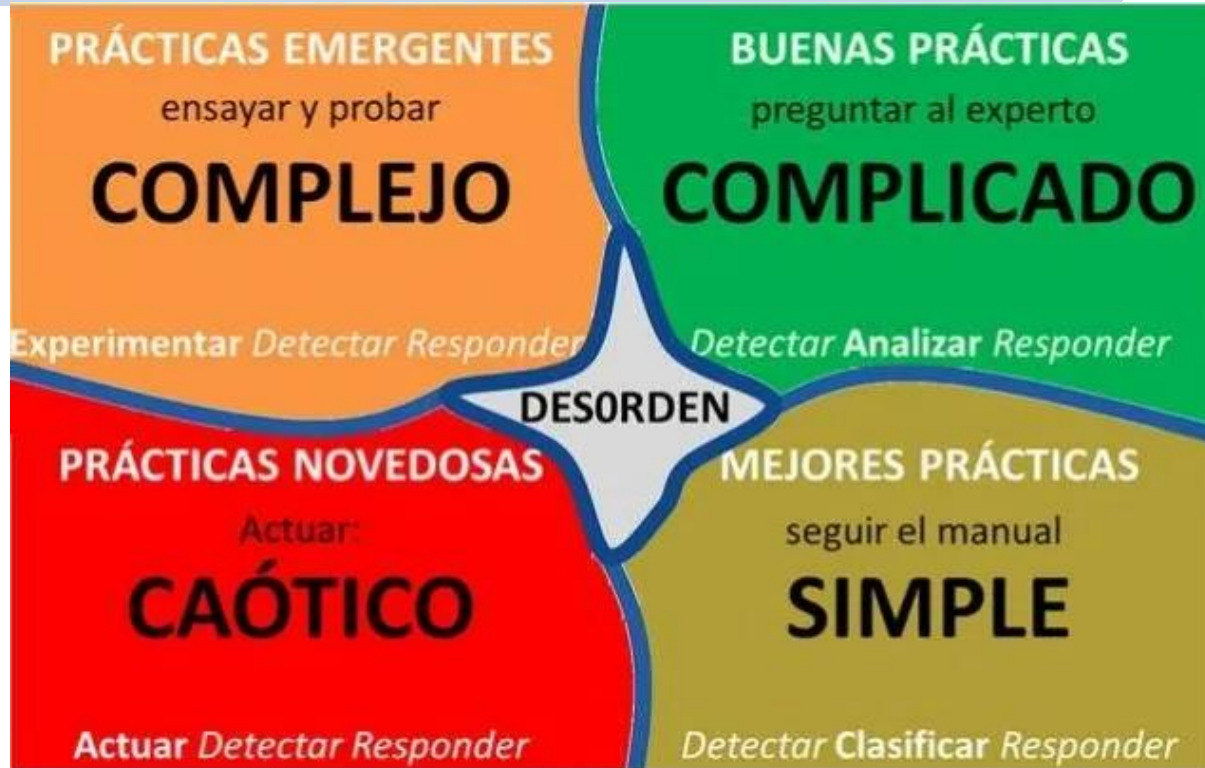 PRÁCTICAS EMERGENTES
ensayar y probar
COMPLEJO
Experimentar Detectar Responder
BUENAS PRÁCTICAS
preguntar al experto
COMPLICADO
Detectar Analizar Responder
DES0RDEN
PRÁCTICAS NOVEDOSAS
Actuar:
CAÓTICO
Actuar Detectar Responder
MEJORES PRÁCTICAS
seguir el manual
SIMPLE
Detectar Clasificar Responder